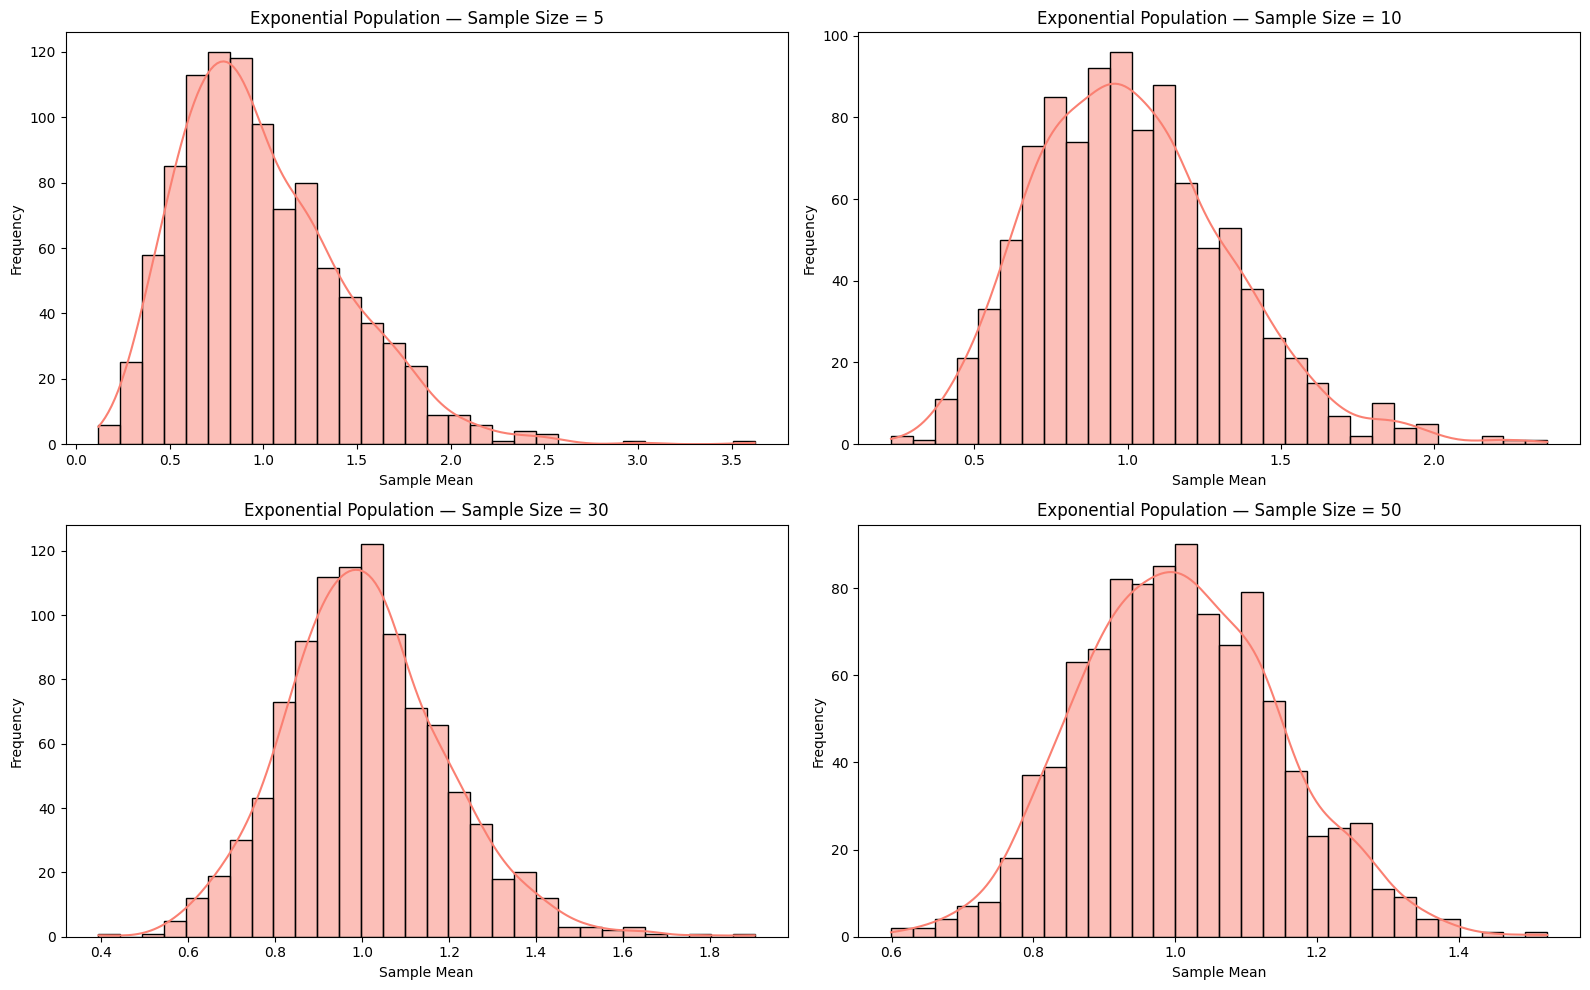 Exponential Population — Sample Size = 5
120
100
80
60
40
20
0
Frequency
0.0 0.5 1.0 1.5 2.0 2.5 3.0 3.5
Sample Mean
Exponential Population — Sample Size = 10
100
80
60
40
20
0
Frequency
0.5 1.0 1.5 2.0
Sample Mean
Exponential Population — Sample Size = 30
120
100
80
60
40
20
0
Frequency
0.4 0.6 0.8 1.0 1.2 1.4 1.6 1.8
Sample Mean
Exponential Population — Sample Size = 50
80
60
40
20
0
Frequency
0.6 0.8 1.0 1.2 1.4
Sample Mean